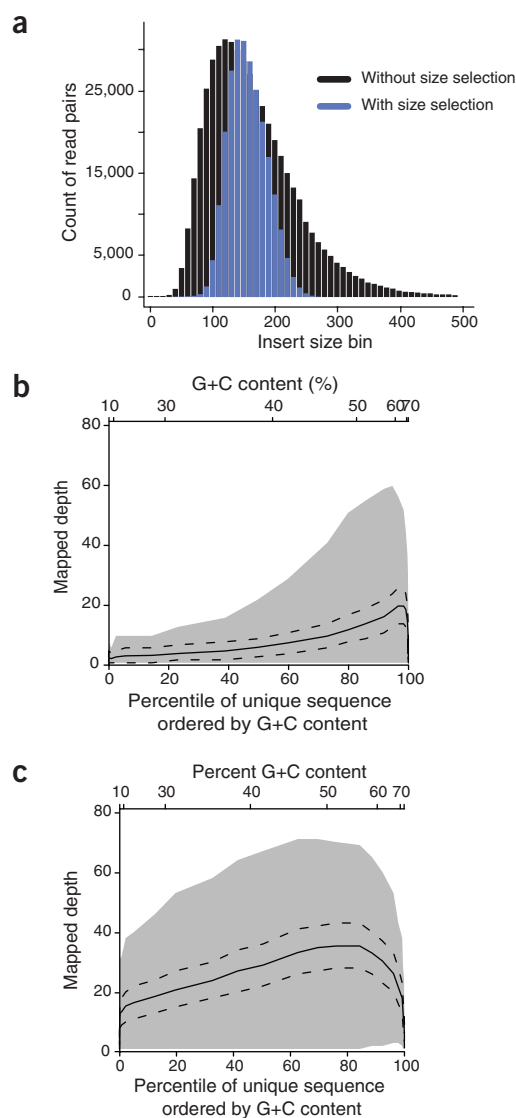 a
Count of read pairs
25,000
15,000
5,000
0
Without size selection
With size selection
0 100 200 300 400 500
Insert size bin
b
G+C content (%)
10 30 40 50 60 70
Mapped depth
80
60
40
20
0
0 20 40 60 80 100
Percentile of unique sequence
ordered by G+C content
c
Percent G+C content
10 30 40 50 60 70
Mapped depth
80
60
40
20
0
0 20 40 60 80 100
Percentile of unique sequence
ordered by G+C content